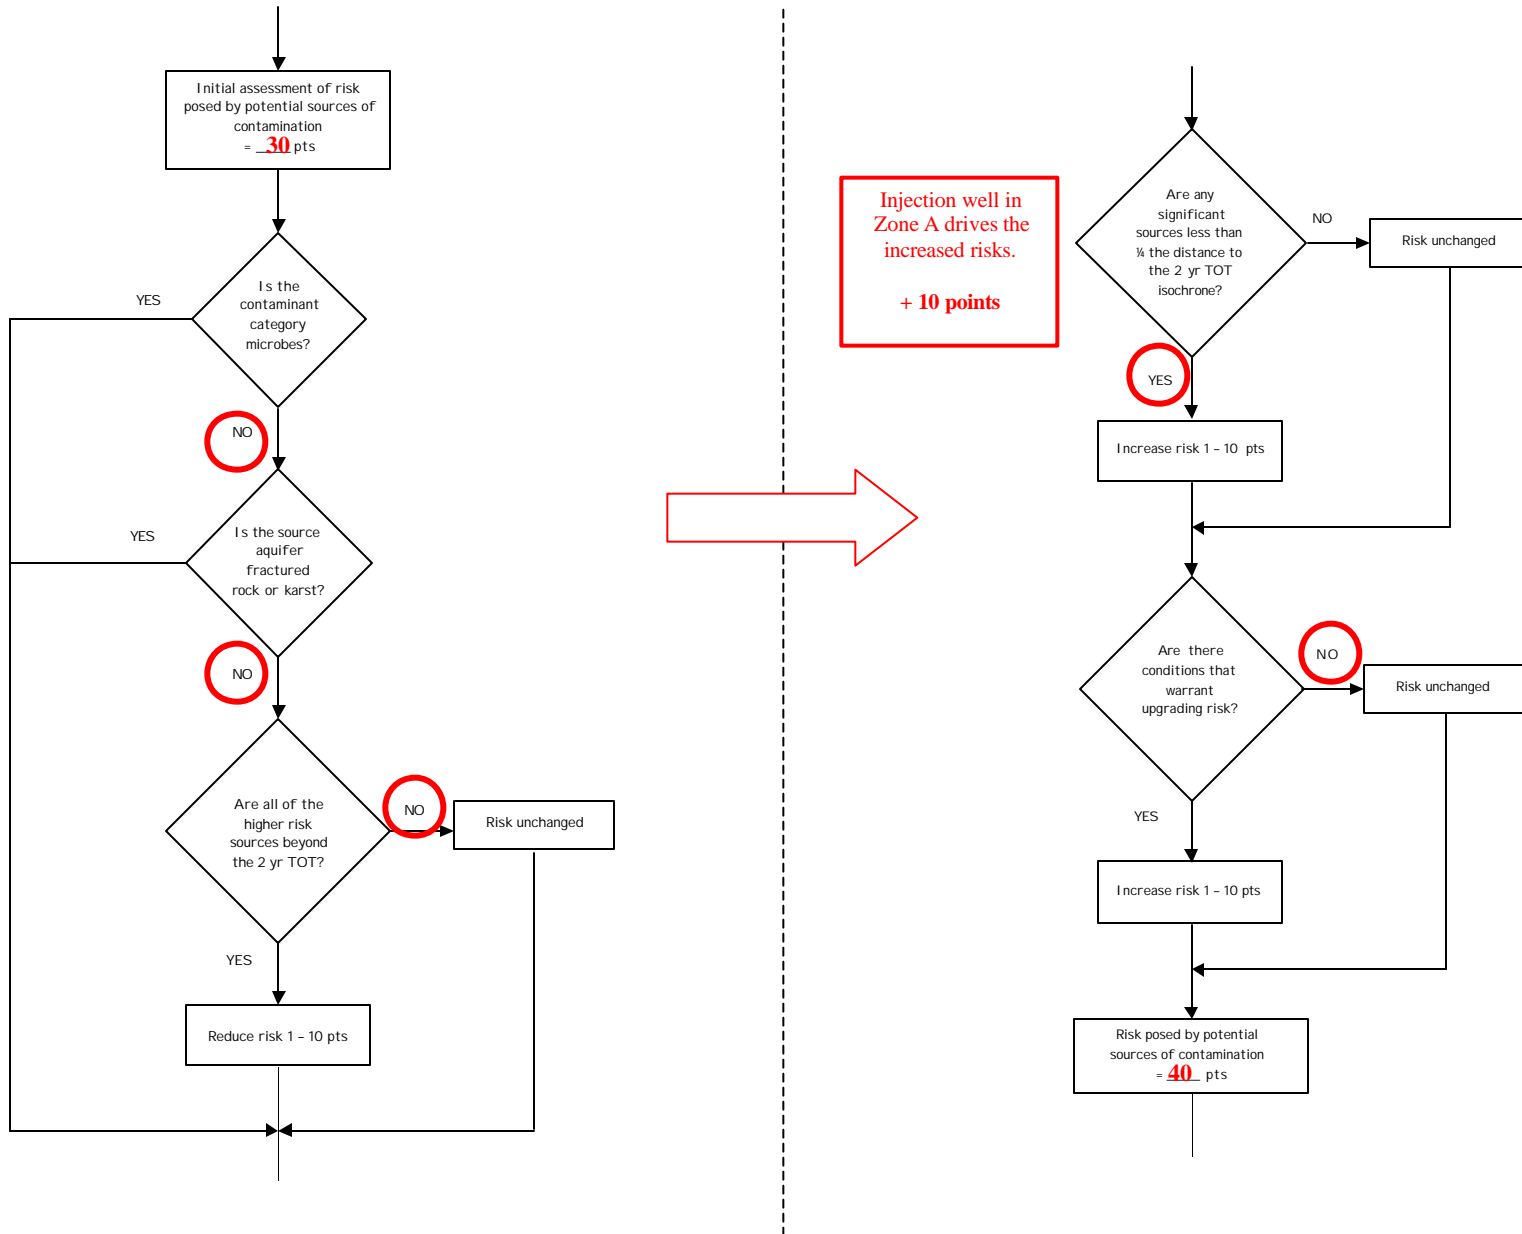 Initial assessment of risk
posed by potential sources of
contamination
= 30 pts
Is the
contaminant
category
microbes?
YES
NO
Is the source
aquifer
fractured
rock or karst?
YES
NO
Are all of the
higher risk
sources beyond
the 2 yr TOT?
NO
Risk unchanged
YES
Reduce risk 1 – 10 pts
Injection well in
Zone A drives the
increased risks.
+ 10 points
Are any
significant
sources less than
¼ the distance to
the 2 yr TOT
isochrone?
NO
Risk unchanged
YES
Increase risk 1 – 10 pts
Are there
conditions that
warrant
upgrading risk?
NO
Risk unchanged
YES
Increase risk 1 – 10 pts
Risk posed by potential
sources of contamination
= 40 pts